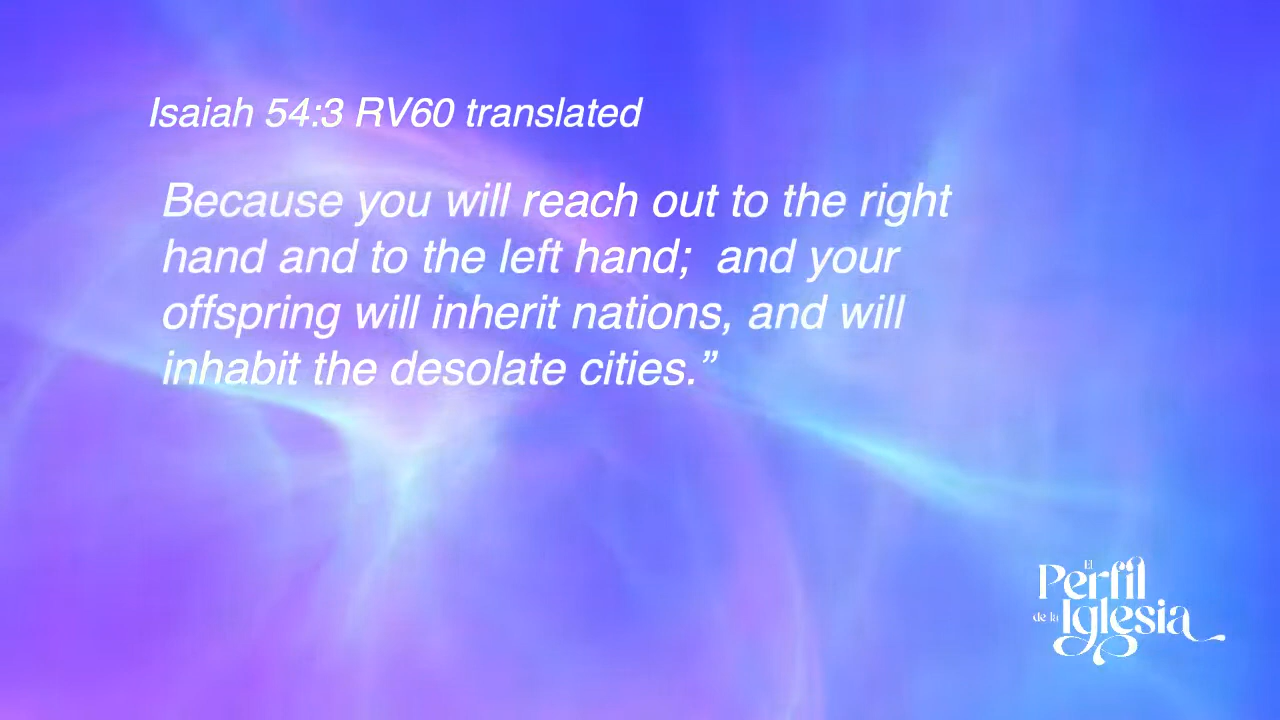 Isaiah 54:3 RV60 translated
Because you will reach out to the right
hand and to the left hand;  and your
offspring will inherit nations, and will
inhabit the desolate cities.”
El
Perfil
de la Iglesia